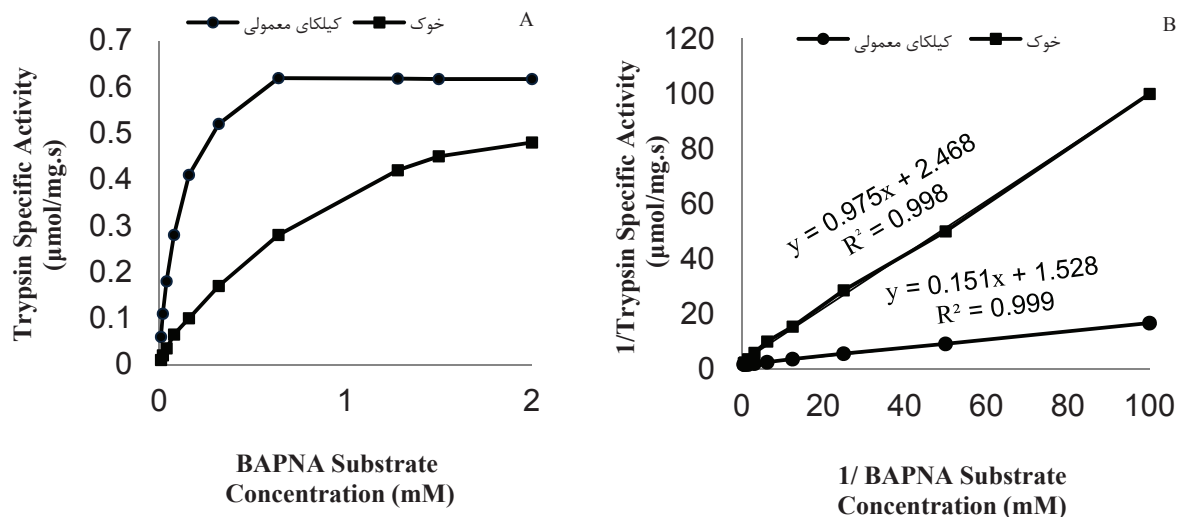 A
کیلکای معمولی
خوک
0.7
0.6
0.5
0.4
0.3
0.2
0.1
0
0
1
2
Trypsin Specific Activity
(µmol/mg.s)
BAPNA Substrate
Concentration (mM)
B
کیلکای معمولی
خوک
120
100
80
60
40
20
0
0
20
40
60
80
100
y = 0.975x + 2.468
R² = 0.998
y = 0.151x + 1.528
R² = 0.999
1/Trypsin Specific Activity
(µmol/mg.s)
1/ BAPNA Substrate
Concentration (mM)